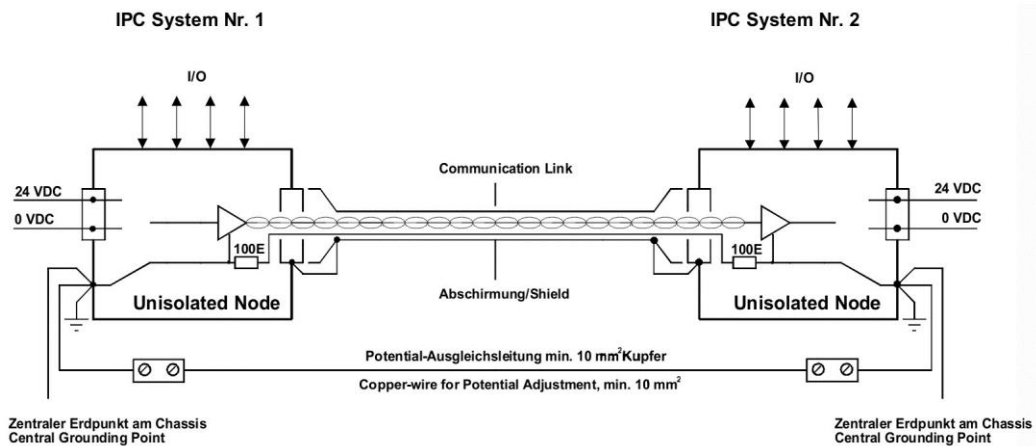 IPC System Nr. 1
IPC System Nr. 2
I/O
I/O
Communication Link
24 VDC
24 VDC
0 VDC
0 VDC
100E
100E
Abschirmung/Shield
Unisolated Node
Unisolated Node
Potential-Ausgleichsleitung min. 10 mm²Kupfer
Copper-wire for Potential Adjustment, min. 10 mm²
Zentraler Erdpunkt am Chassis
Central Grounding Point
Zentraler Erdpunkt am Chassis
Central Grounding Point